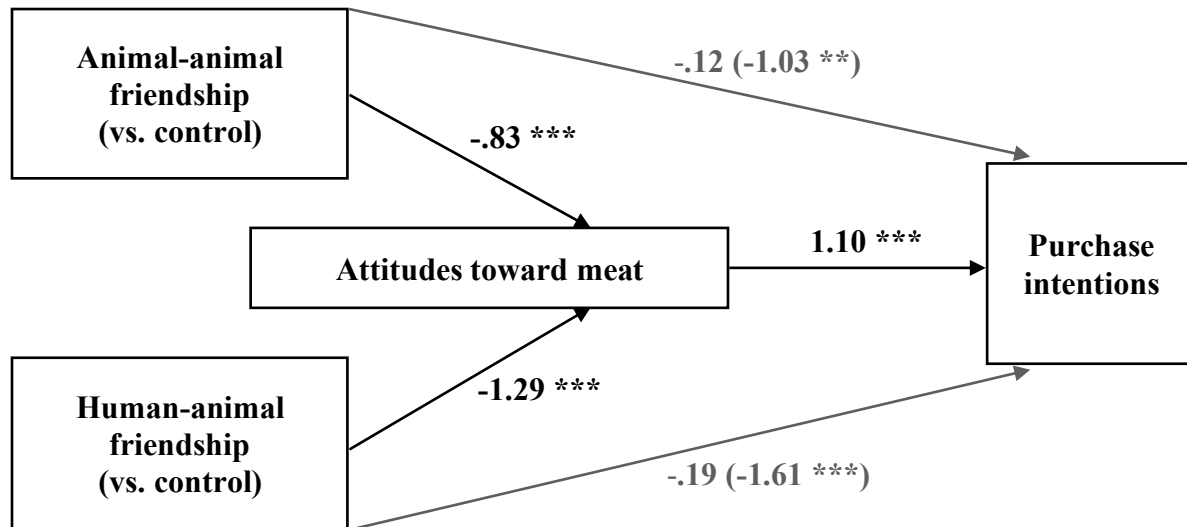 Animal-animal
friendship
(vs. control)
-.12 (-1.03 **)
-.83 ***
Attitudes toward meat
1.10 ***
Purchase
intentions
Human-animal
friendship
(vs. control)
-1.29 ***
-.19 (-1.61 ***)